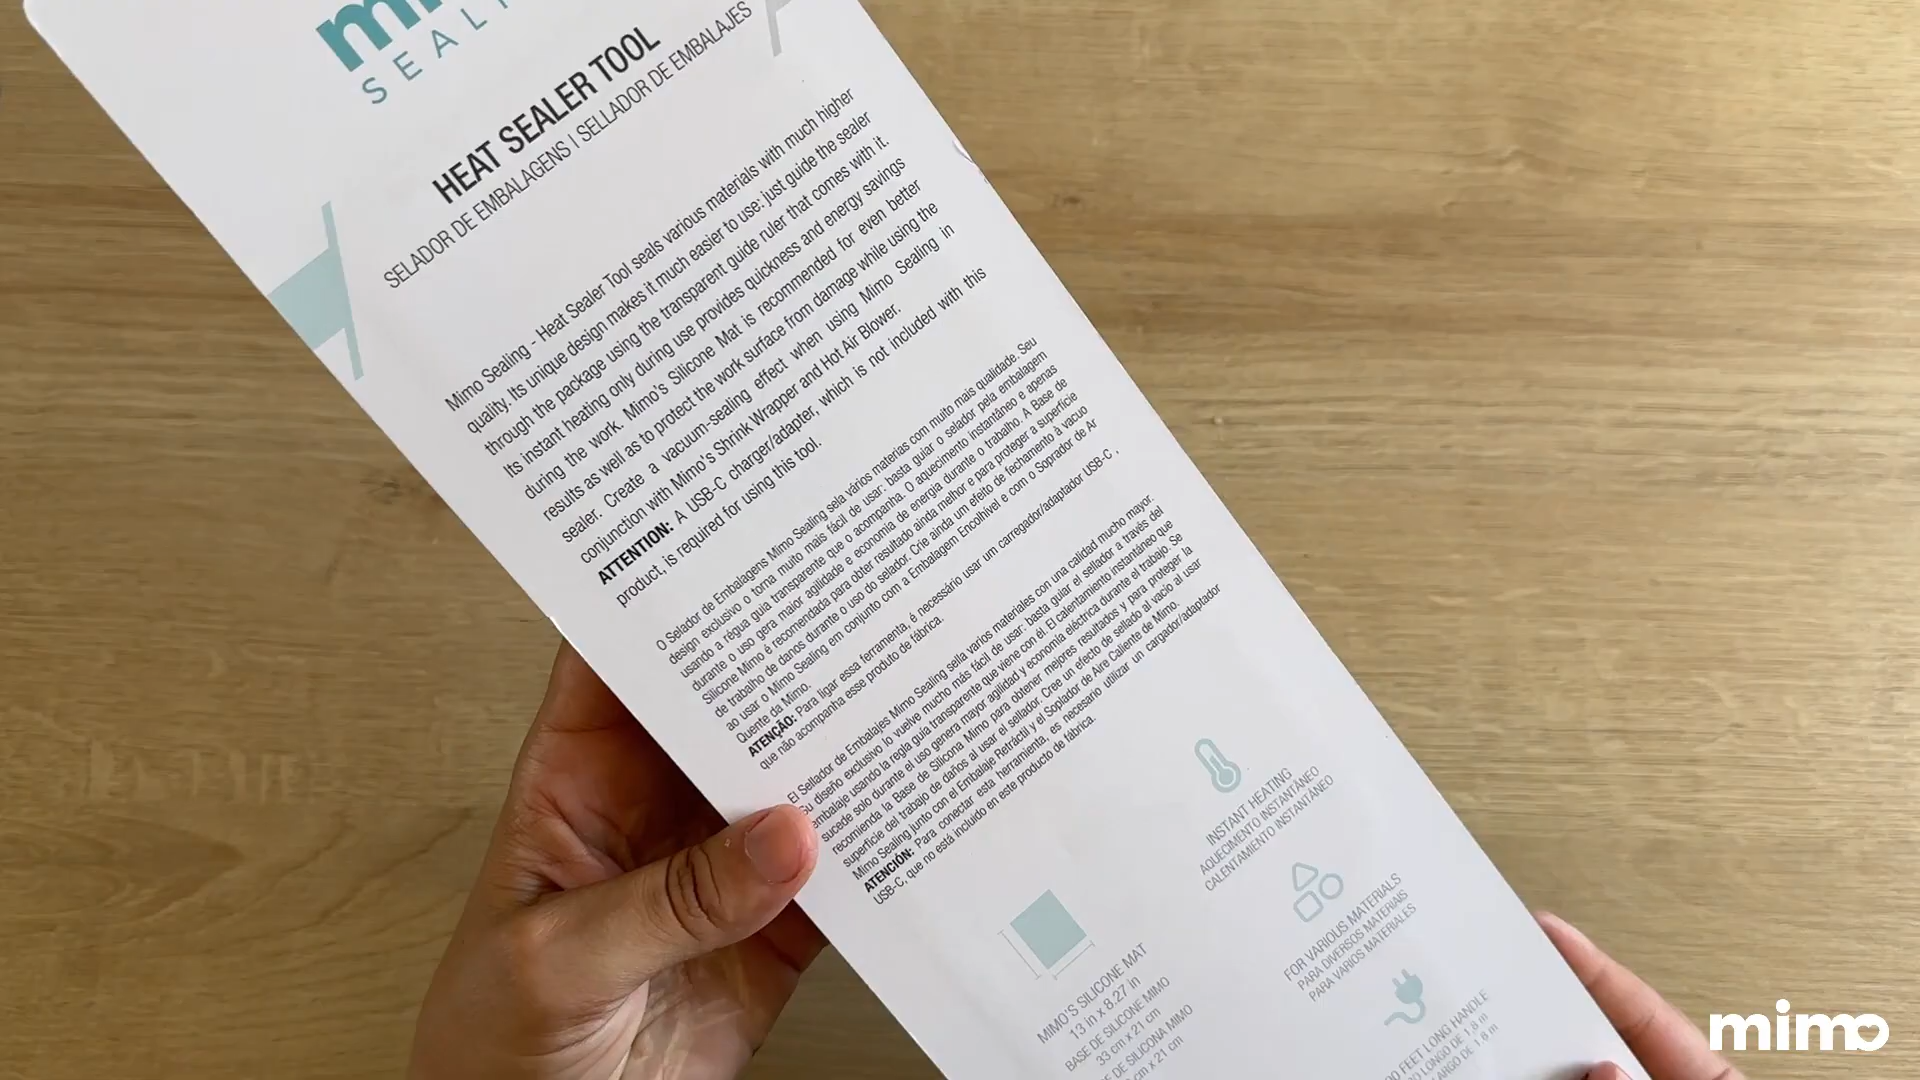 SEAL
HEAT SEALER TOOL
SELADOR DE EMBALAGENS | SELLADOR DE EMBALAJES
Mimo Sealing - Heat Sealer Tool seals various materials with much higher
quality. Its unique design makes it much easier to use: just guide the sealer
through the package using the transparent guide ruler that comes with it.
Its instant heating only during use provides quickness and energy savings
during the work. Mimo's Silicone Mat is recommended for even better
results as well as to protect the work surface from damage while using the
sealer. Create a vacuum-sealing effect when using Mimo Sealing in
conjunction with Mimo's Shrink Wrapper and Hot Air Blower.
ATTENTION: A USB-C charger/adapter, which is not included with this
product, is required for using this tool.
O Selador de Embalagens Mimo Sealing sela vários materias com muito mais qualidade. Seu
design exclusivo o torna muito mais fácil de usar: basta guiar o selador pela embalagem
usando a régua guia transparente que o acompanha. O aquecimento instantâneo e apenas
durante o uso gera maior agilidade e economia de energia durante o trabalho. A Base de
Silicone Mimo é recomendada para obter resultado ainda melhor e para proteger a superfície
de trabalho de danos durante o uso do selador. Crie ainda um efeito de fechamento à vacuo
ao usar o Mimo Sealing em conjunto com a Embalagem Encolhível e com o Soprador de Ar
Quente da Mimo.
ATENÇÃO: Para ligar essa ferramenta, é necessário usar um carregador/adaptador USB-C ,
que não acompanha esse produto de fábrica.
El Sellador de Embalajes Mimo Sealing sella varios materiales con una calidad mucho mayor.
Su diseño exclusivo lo vuelve mucho más fácil de usar: basta guiar el sellador a través del
embalaje usando la regla guía transparente que viene con él. El calentamiento instantáneo que
sucede solo durante el uso genera mayor agilidad y economía eléctrica durante el trabajo. Se
recomienda la Base de Silicona Mimo para obtener mejores resultados y para proteger la
superficie del trabajo de daños al usar el sellador. Cree un efecto de sellado al vacío al usar
Mimo Sealing junto con el Embalaje Retráctil y el Soplador de Aire Caliente de Mimo.
ATENCIÓN: Para conectar esta herramienta, es necesario utilizar un cargador/adaptador
USB-C, que no está incluido en este producto de fábrica.
INSTANT HEATING
AQUECIMENTO INSTANTÂNEO
CALENTAMIENTO INSTANTÁNEO
FOR VARIOUS MATERIALS
PARA DIVERSOS MATERIAIS
PARA VARIOS MATERIALES
MIMO'S SILICONE MAT
13 in x 8.27 in
BASE DE SILICONE MIMO
33 cm x 21 cm
DE SILICONA MIMO
cm x 21 cm
FEET LONG HANDLE
LONGO DE 1,8 m
LARGO DE 1,8 m
mimo